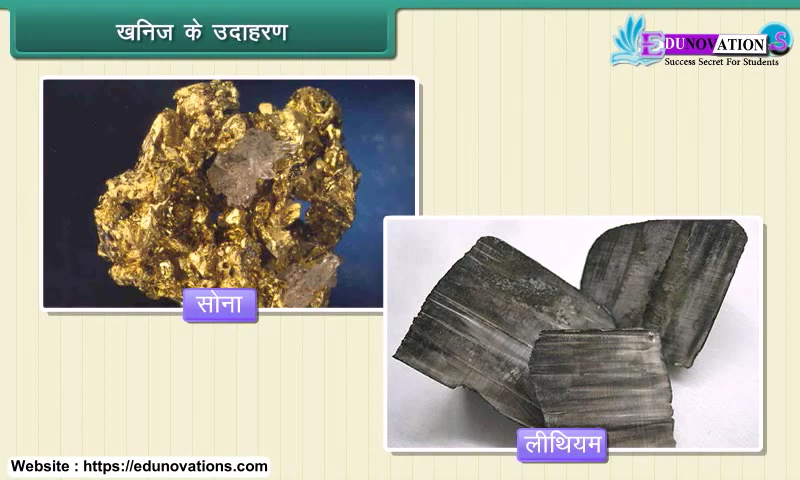 खनिज के उदाहरण
EDUNOVATIONS
Success Secret For Students
सोना
लीथियम
Website : https://edunovations.com